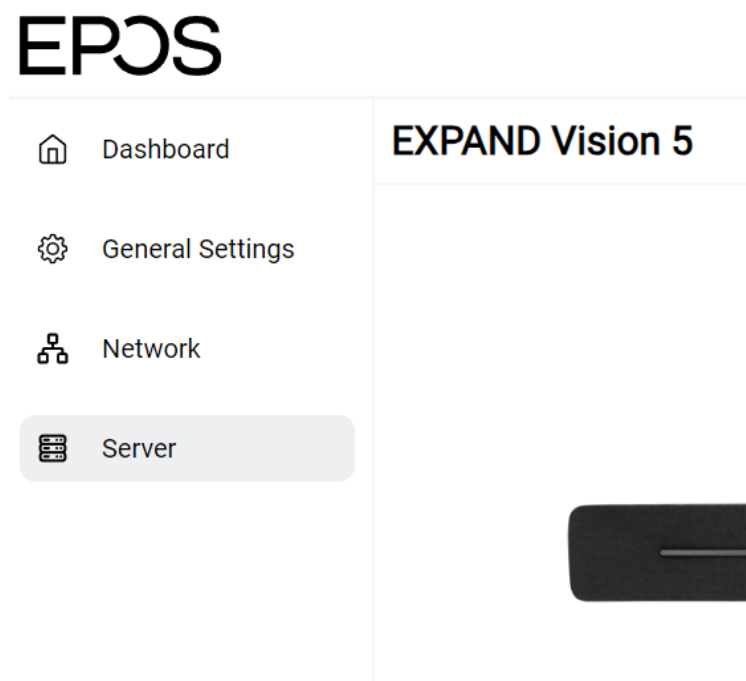 EPOS
Dashboard
EXPAND Vision 5
General Settings
Network
Server